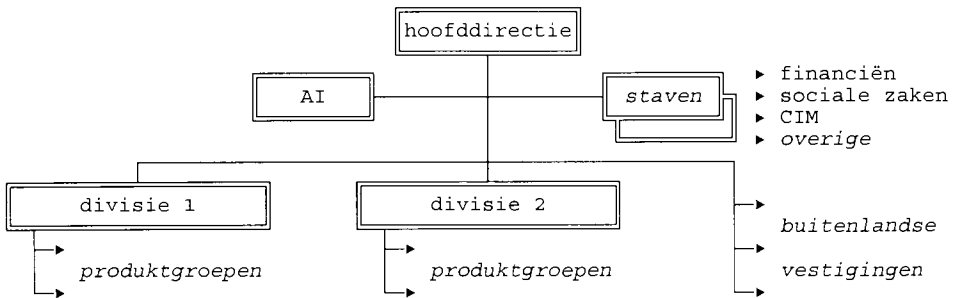 hoofddirectie
AI
staven
► financiën
► sociale zaken
► CIM
► overige
divisie 1
divisie 2
produktgroepen
produktgroepen
buitenlandse
vestigingen